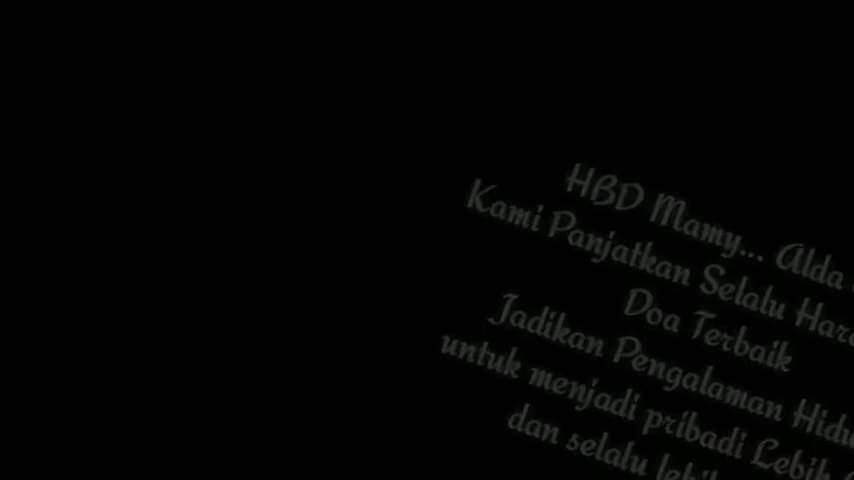 HBD Mamy... Alda
Kami Panjatkan Selalu
Doa Terbaik
Jadikan Pengalaman
untuk menjadi pribadi Lebih
dan selalu